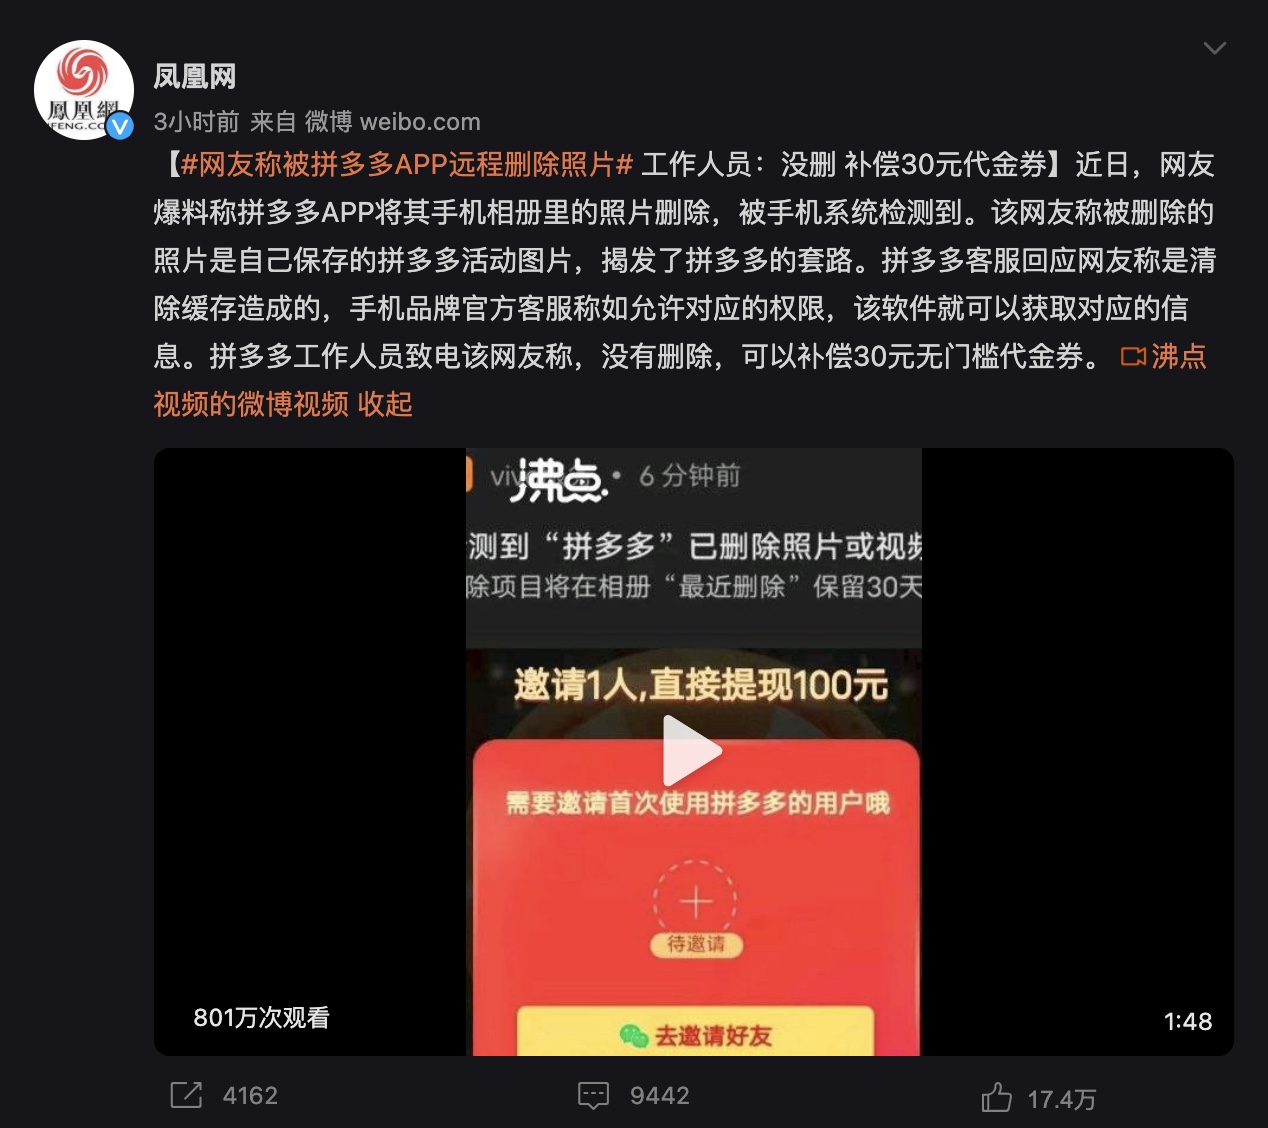 凤凰网
鳳凰網
IFENG.CO
3小时前 来自 微博 weibo.com
【#网友称被拼多多APP远程删除照片# 工作人员：没删 补偿30元代金券】近日，网友
爆料称拼多多APP将其手机相册里的照片删除，被手机系统检测到。该网友称被删除的
照片是自己保存的拼多多活动图片，揭发了拼多多的套路。拼多多客服回应网友称是清
除缓存造成的，手机品牌官方客服称如允许对应的权限，该软件就可以获取对应的信
息。拼多多工作人员致电该网友称，没有删除，可以补偿30元无门槛代金券。 沸点
视频的微博视频 收起
沸点
• 6 分钟前
测到“拼多多”已删除照片或视频
除项目将在相册“最近删除”保留30天
邀请1人,直接提现100元
需要邀请首次使用拼多多的用户哦
待邀请
去邀请好友
801万次观看
1:48
4162
9442
17.4万